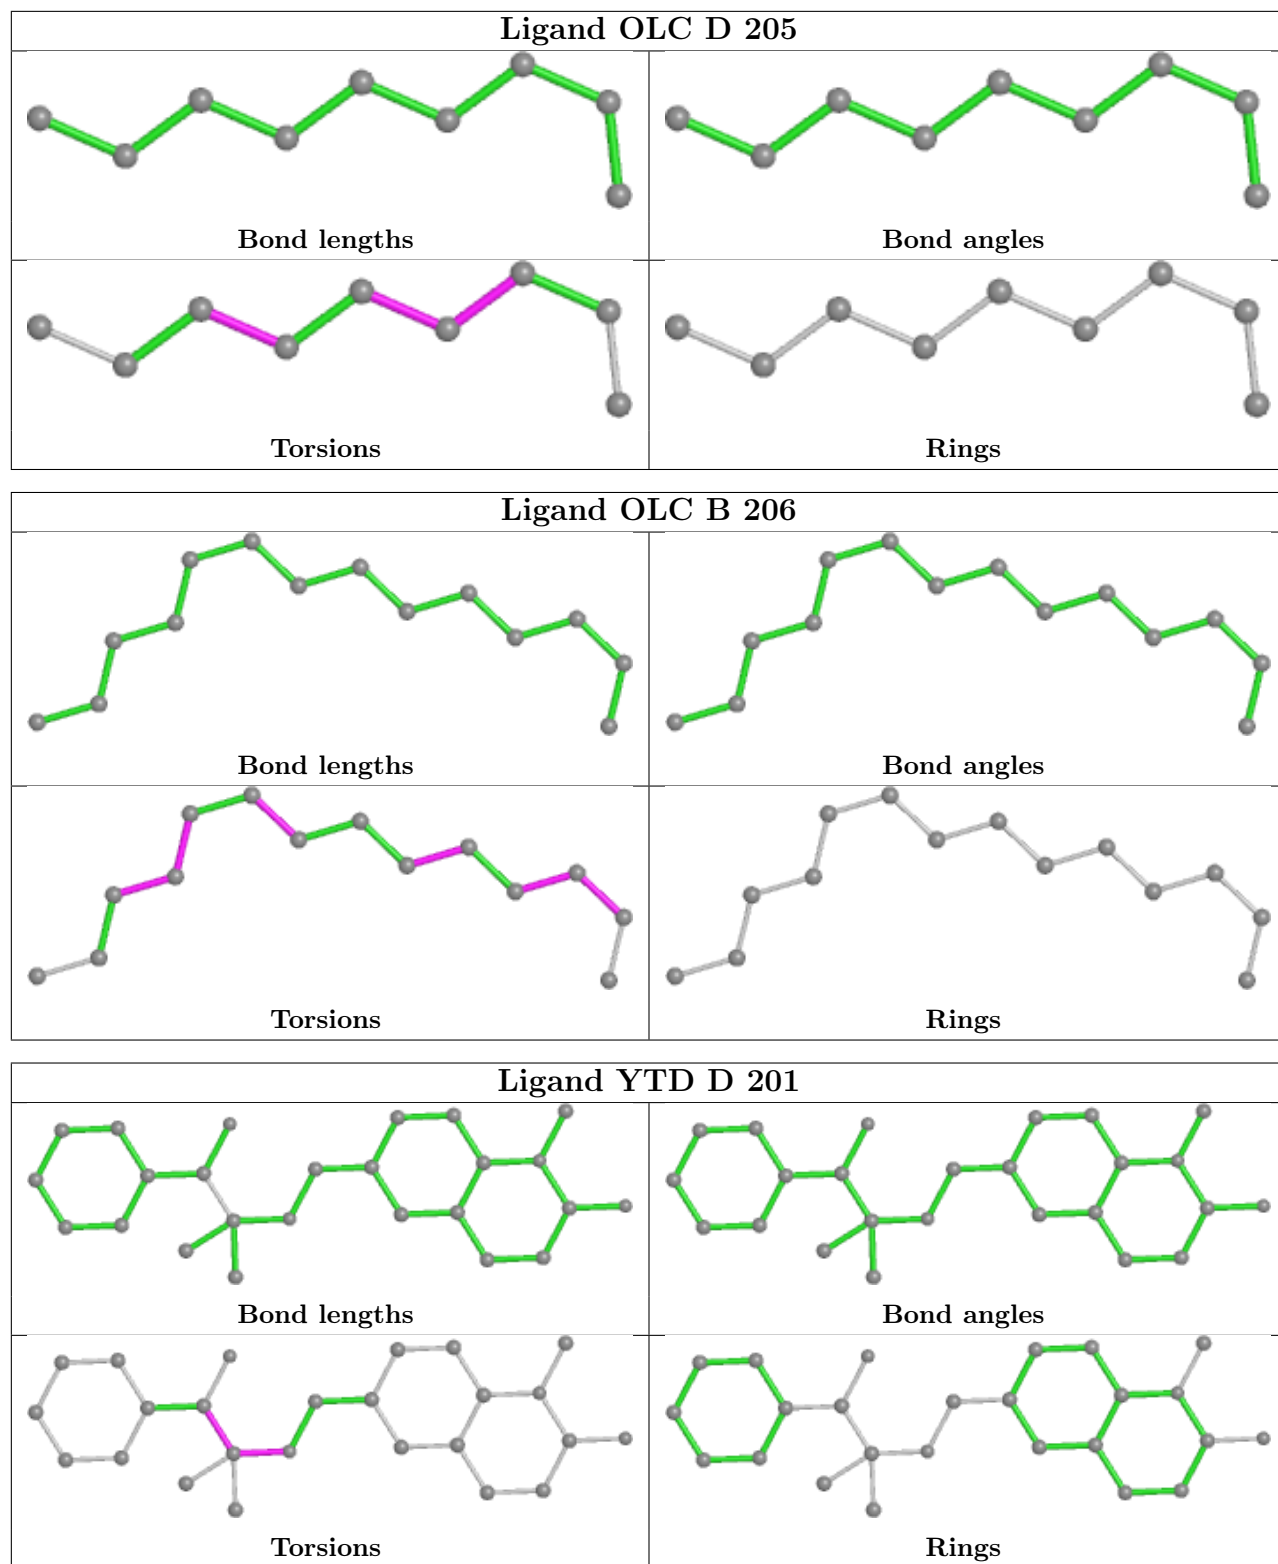 Ligand OLC D 205
Bond lengths Bond angles
Torsions Rings
Ligand OLC B 206
Bond lengths Bond angles
Torsions Rings
Ligand YTD D 201
Bond lengths Bond angles
Torsions Rings